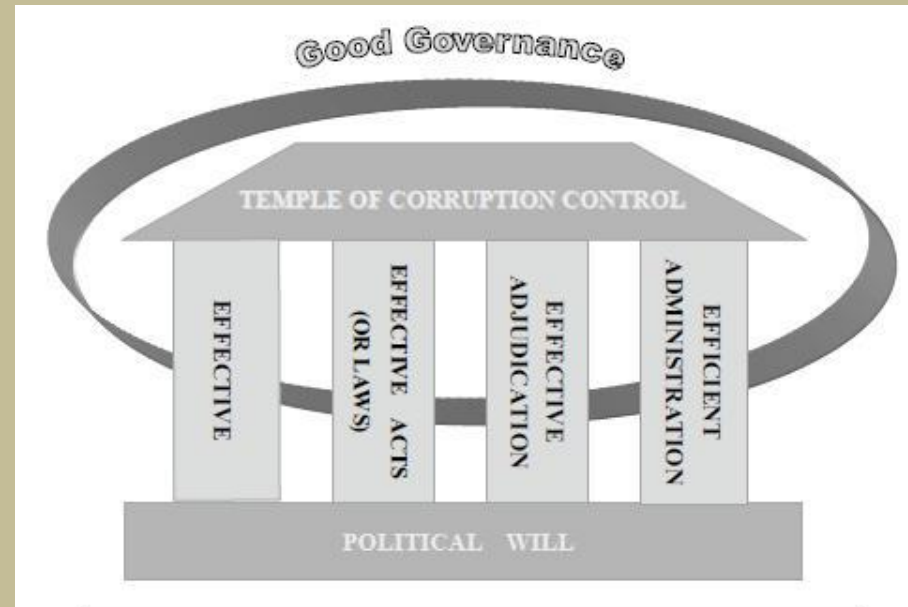 Good Governance
TEMPLE OF CORRUPTION CONTROL
EFFECTIVE
EFFECTIVE ACTS
(OR LAWS)
EFFECTIVE
ADJUDICATION
EFFICIENT
ADMINISTRATION
POLITICAL WILL